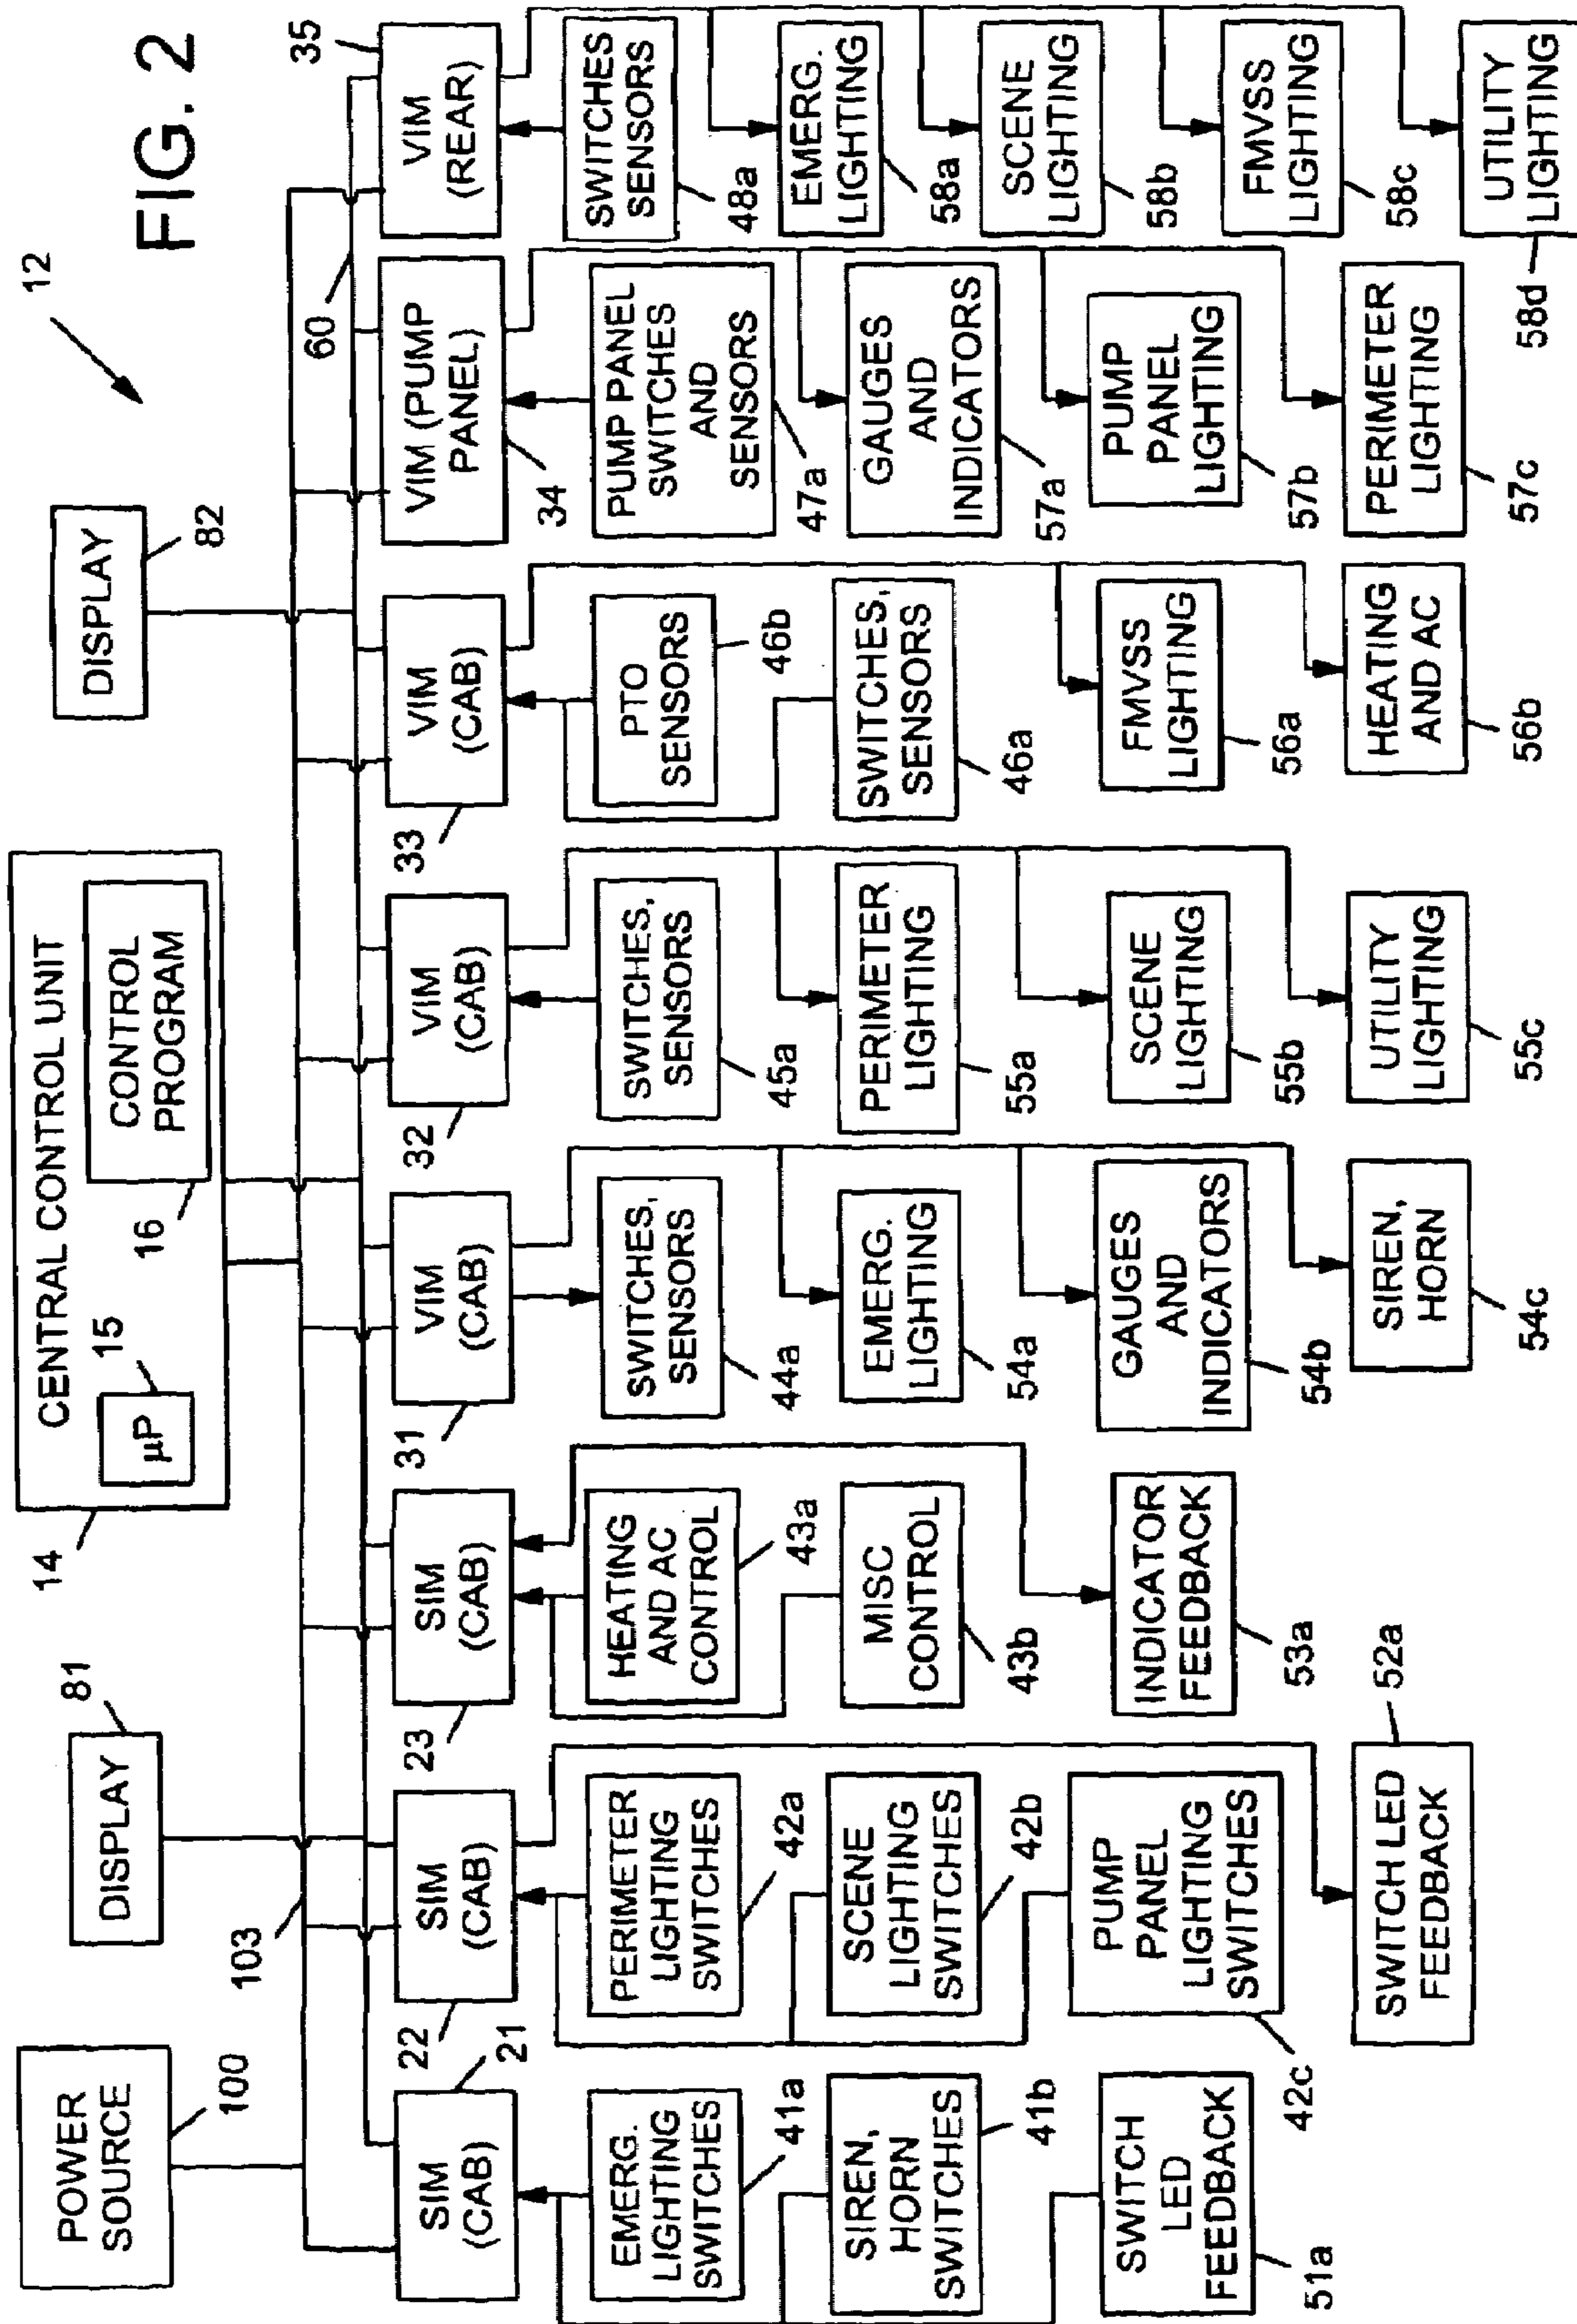 FIG. 2
12
POWER
SOURCE
100
DISPLAY
81
103
CENTRAL CONTROL UNIT
14
µP
15
CONTROL
PROGRAM
16
DISPLAY
82
60
SIM
(CAB)
21
EMERG.
LIGHTING
SWITCHES
41a
SIREN,
HORN
SWITCHES
41b
SWITCH
LED
FEEDBACK
51a
SIM
(CAB)
22
PERIMETER
LIGHTING
SWITCHES
42a
SCENE
LIGHTING
SWITCHES
42b
PUMP
PANEL
LIGHTING
SWITCHES
42c
SWITCH LED
FEEDBACK
52a
SIM
(CAB)
23
HEATING
AND AC
CONTROL
43a
MISC
CONTROL
43b
INDICATOR
FEEDBACK
53a
VIM
(CAB)
31
SWITCHES,
SENSORS
44a
EMERG.
LIGHTING
54a
GAUGES
AND
INDICATORS
54b
SIREN,
HORN
54c
VIM
(CAB)
32
SWITCHES,
SENSORS
45a
PERIMETER
LIGHTING
55a
SCENE
LIGHTING
55b
UTILITY
LIGHTING
55c
VIM
(CAB)
33
PTO
SENSORS
46b
SWITCHES,
SENSORS
46a
FMVSS
LIGHTING
56a
HEATING
AND AC
56b
VIM (PUMP
PANEL)
34
PUMP PANEL
SWITCHES
AND
SENSORS
47a
GAUGES
AND
INDICATORS
57a
PUMP
PANEL
LIGHTING
57b
PERIMETER
LIGHTING
57c
VIM
(REAR)
35
SWITCHES
SENSORS
48a
EMERG.
LIGHTING
58a
SCENE
LIGHTING
58b
FMVSS
LIGHTING
58c
UTILITY
LIGHTING
58d